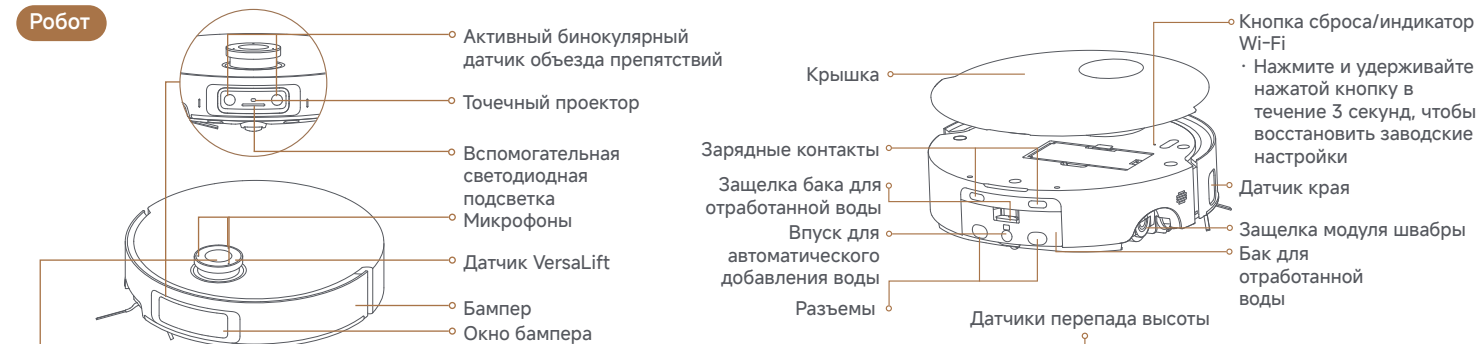 Робот
Активный бинокулярный
датчик объезда препятствий
Точечный проектор
Вспомогательная
светодиодная
подсветка
Микрофоны
Датчик VersaLift
Бампер
Окно бампера
Крышка
Зарядные контакты
Защелка бака для
отработанной воды
Впуск для
автоматического
добавления воды
Разъемы
Кнопка сброса/индикатор
Wi-Fi
· Нажмите и удерживайте
нажатой кнопку в
течение 3 секунд, чтобы
восстановить заводские
настройки
Датчик края
Защелка модуля швабры
Бак для
отработанной
воды
Датчики перепада высоты